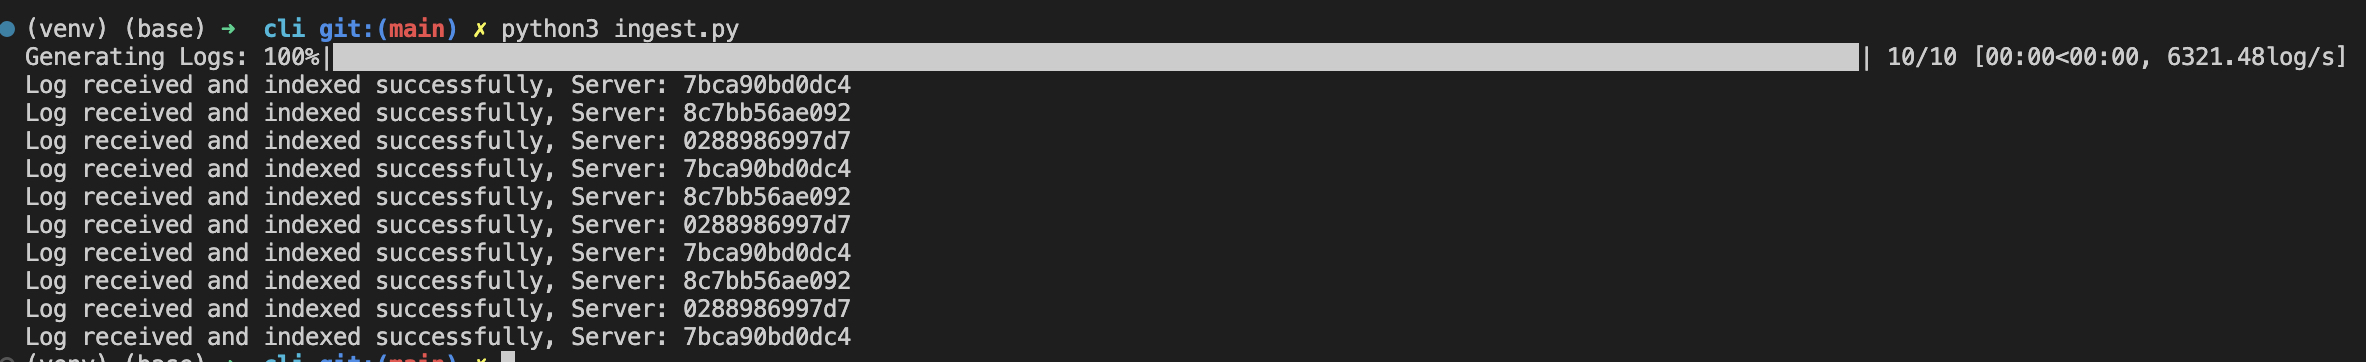 (venv) (base) → cli git:(main) ✗ python3 ingest.py
Generating Logs: 100%|██████████| 10/10 [00:00<00:00, 6321.48log/s]
Log received and indexed successfully, Server: 7bca90bd0dc4
Log received and indexed successfully, Server: 8c7bb56ae092
Log received and indexed successfully, Server: 0288986997d7
Log received and indexed successfully, Server: 7bca90bd0dc4
Log received and indexed successfully, Server: 8c7bb56ae092
Log received and indexed successfully, Server: 0288986997d7
Log received and indexed successfully, Server: 7bca90bd0dc4
Log received and indexed successfully, Server: 8c7bb56ae092
Log received and indexed successfully, Server: 0288986997d7
Log received and indexed successfully, Server: 7bca90bd0dc4
(venv) (base) → cli git:(main) ✗